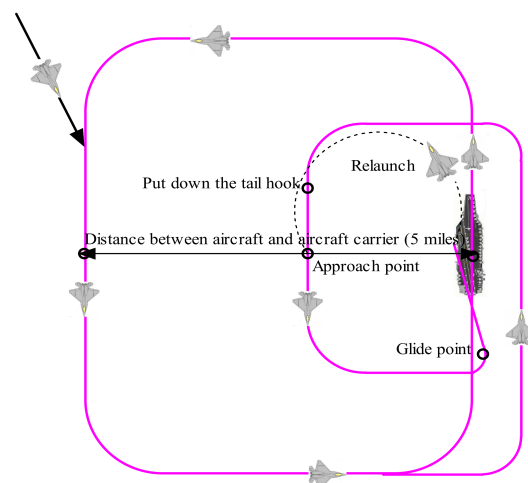 Relaunch
Put down the tail hook
Distance between aircraft and aircraft carrier (5 miles)
Approach point
Glide point